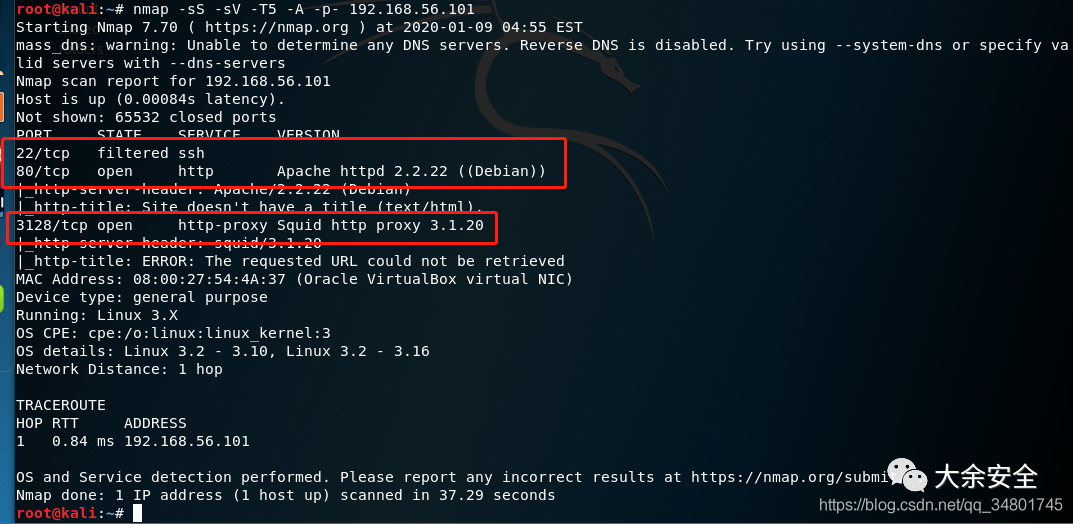 root@kali:~# nmap -sS -sV -T5 -A -p- 192.168.56.101
Starting Nmap 7.70 ( https://nmap.org ) at 2020-01-09 04:55 EST
mass_dns: warning: Unable to determine any DNS servers. Reverse DNS is disabled. Try using --system-dns or specify va
lid servers with --dns-servers
Nmap scan report for 192.168.56.101
Host is up (0.00084s latency).
Not shown: 65532 closed ports
PORT STATE SERVICE VERSION
22/tcp filtered ssh
80/tcp open http Apache httpd 2.2.22 ((Debian))
|_http-server-header: Apache/2.2.22 (Debian)
|_http-title: Site doesn't have a title (text/html).
3128/tcp open http-proxy Squid http proxy 3.1.20
|_http-server-header: squid/3.1.20
|_http-title: ERROR: The requested URL could not be retrieved
MAC Address: 08:00:27:54:4A:37 (Oracle VirtualBox virtual NIC)
Device type: general purpose
Running: Linux 3.X
OS CPE: cpe:/o:linux:linux_kernel:3
OS details: Linux 3.2 - 3.10, Linux 3.2 - 3.16
Network Distance: 1 hop
TRACEROUTE
HOP RTT ADDRESS
1 0.84 ms 192.168.56.101
OS and Service detection performed. Please report any incorrect results at https://nmap.org/submi
Nmap done: 1 IP address (1 host up) scanned in 37.29 seconds
root@kali:~#
大余安全
https://blog.csdn.net/qq_34801745